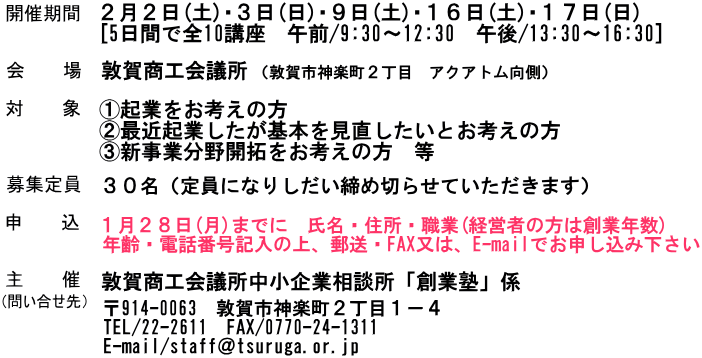 開催期間 ２月２日(土)・３日(日)・９日(土)・１６日(土)・１７日(日)
[5日間で全10講座　午前/9:30～12:30　午後/13:30～16:30]
会　場 敦賀商工会議所 （敦賀市神楽町２丁目　アクアトム向側）
対　象 ①起業をお考えの方
②最近起業したが基本を見直したいとお考えの方
③新事業分野開拓をお考えの方　等
募集定員 ３０名（定員になりしだい締め切らせていただきます）
申　込 １月２８日(月)までに　氏名・住所・職業(経営者の方は創業年数)
年齢・電話番号記入の上、郵送・FAX又は、E-mailでお申し込み下さい
主　催 敦賀商工会議所中小企業相談所「創業塾」係
(問い合せ先) 〒914-0063　敦賀市神楽町２丁目１－４
TEL/22-2611　FAX/0770-24-1311
E-mail/staff@tsuruga.or.jp